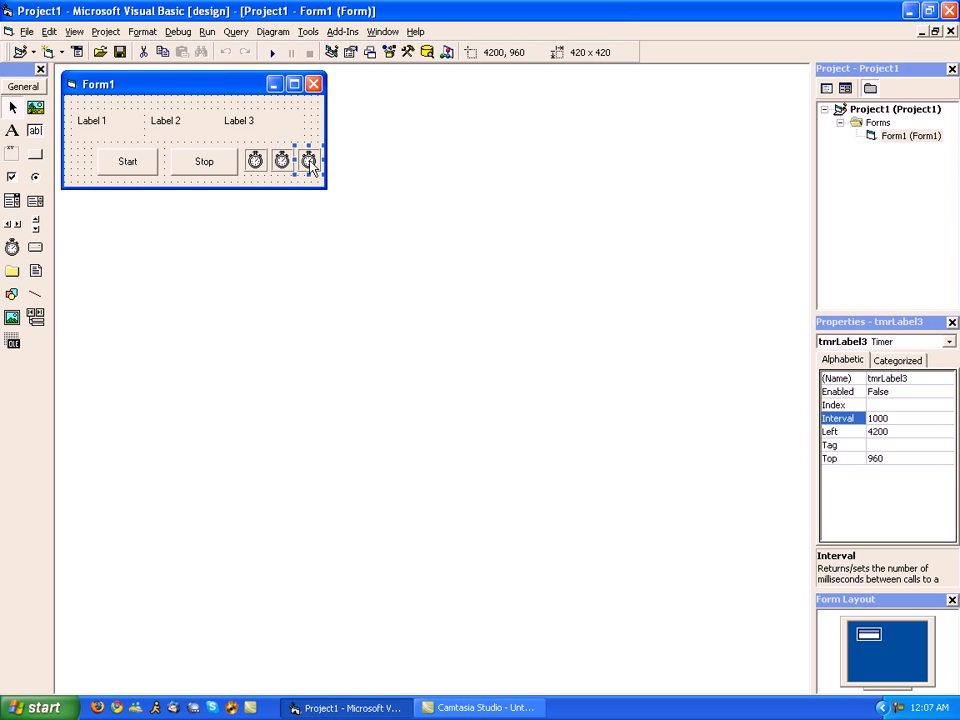 Project1 - Microsoft Visual Basic [design] - [Project1 - Form1 (Form)]
File Edit View Project Format Debug Run Query Diagram Tools Add-Ins Window Help
4200, 960 420 x 420
General
A ab|
xv
OLE
Form1
Label 1 Label 2 Label 3
Start Stop
Project - Project1
Project1 (Project1)
Forms
Form1 (Form1)
Properties - tmrLabel3
tmrLabel3 Timer
Alphabetic Categorized
(Name) tmrLabel3
Enabled False
Index
Interval 1000
Left 4200
Tag
Top 960
Interval
Returns/sets the number of
milliseconds between calls to a
Form Layout
start Project1 - Microsoft V... Camtasia Studio - Unt... 12:07 AM